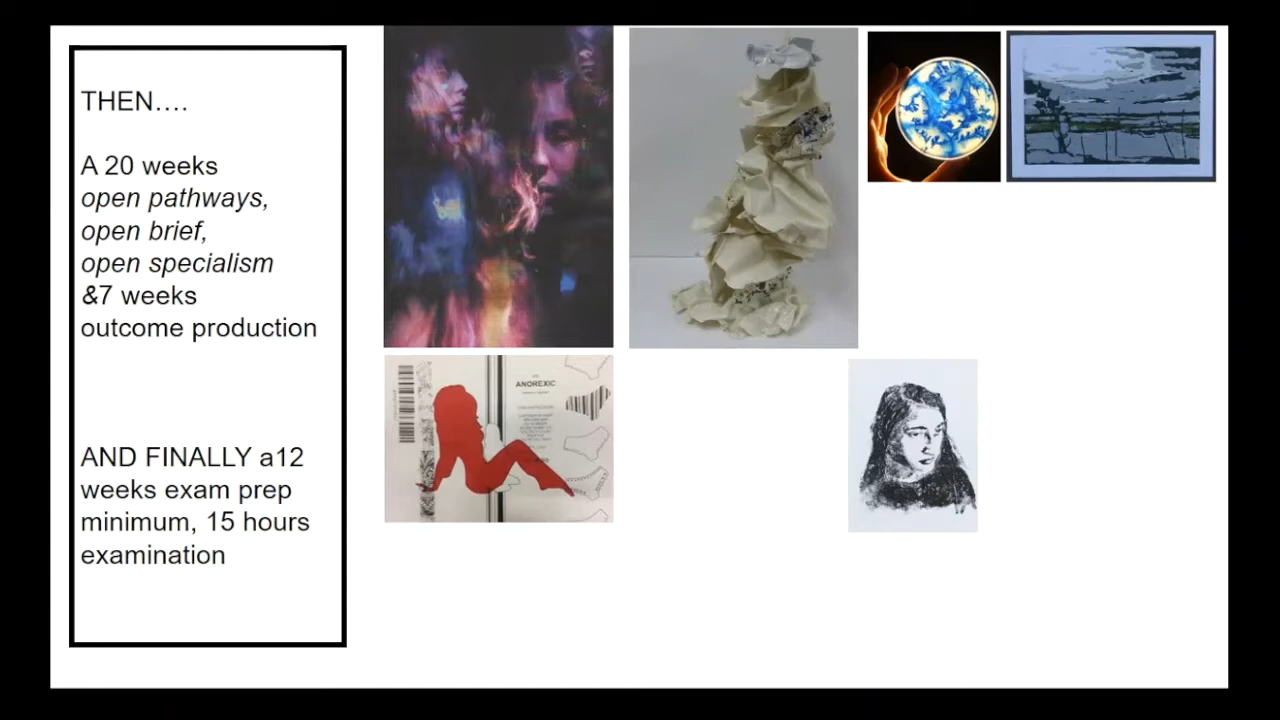 THEN….
A 20 weeks
open pathways,
open brief,
open specialism
&7 weeks
outcome production
AND FINALLY a12
weeks exam prep
minimum, 15 hours
examination
ANOREXIC